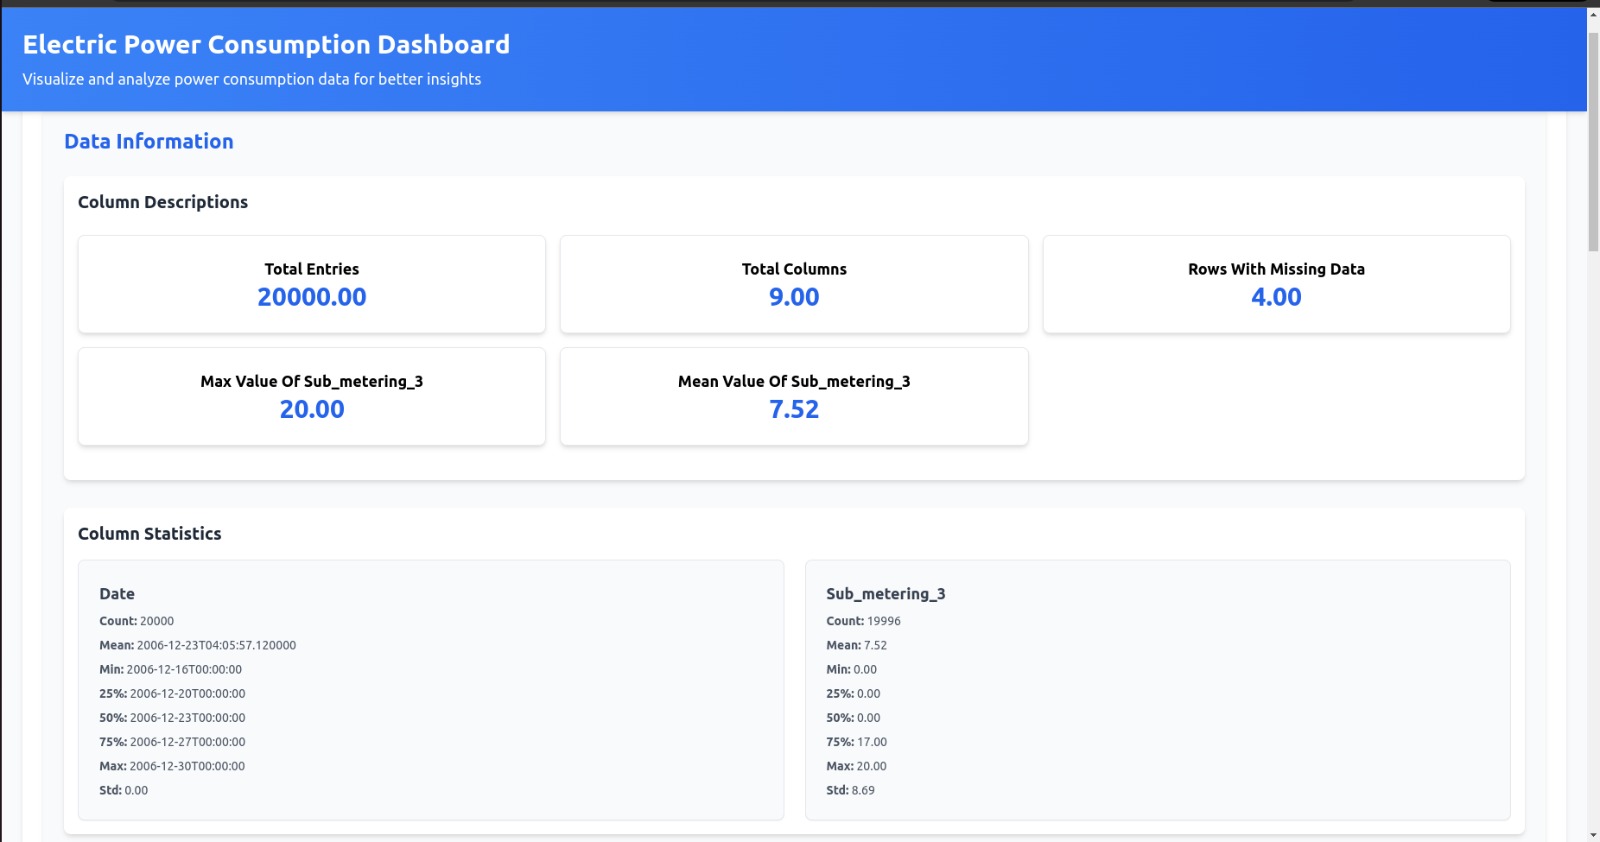 Electric Power Consumption Dashboard
Visualize and analyze power consumption data for better insights
Data Information
Column Descriptions
Total Entries
20000.00
Total Columns
9.00
Rows With Missing Data
4.00
Max Value Of Sub_metering_3
20.00
Mean Value Of Sub_metering_3
7.52
Column Statistics
Date
Count: 20000
Mean: 2006-12-23T04:05:57.120000
Min: 2006-12-16T00:00:00
25%: 2006-12-20T00:00:00
50%: 2006-12-23T00:00:00
75%: 2006-12-27T00:00:00
Max: 2006-12-30T00:00:00
Std: 0.00
Sub_metering_3
Count: 19996
Mean: 7.52
Min: 0.00
25%: 0.00
50%: 0.00
75%: 17.00
Max: 20.00
Std: 8.69